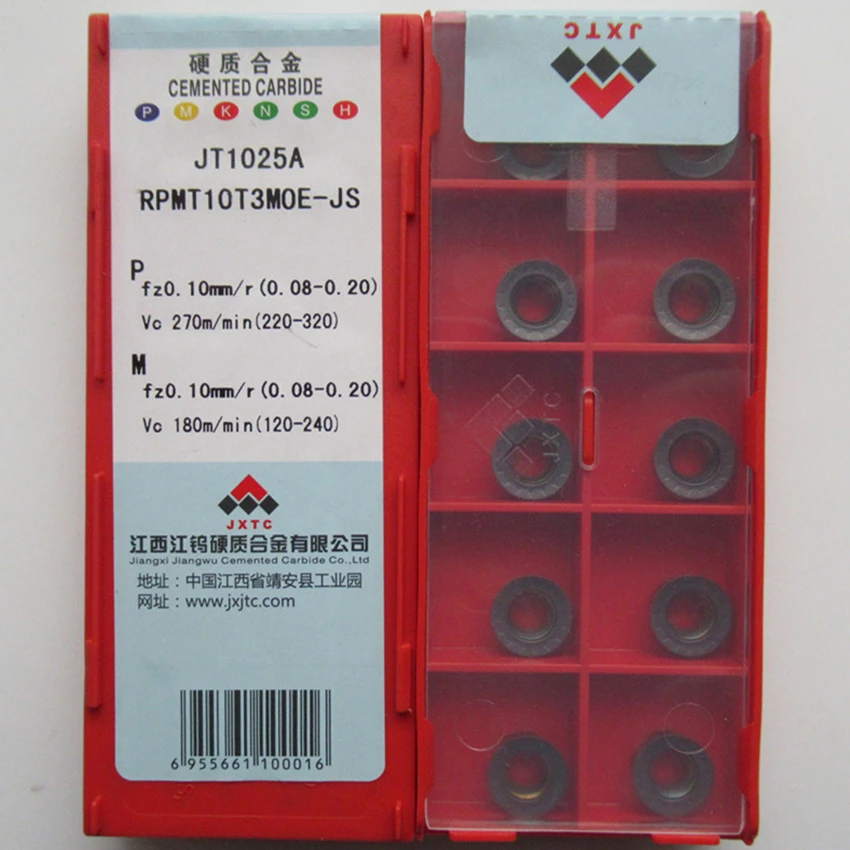 硬质合金
CEMENTED CARBIDE
P M K N S H
JT1025A
RPMT10T3MOE-JS
P
fz0.10mm/r(0.08-0.20)
Vc 270m/min(220-320)
M
fz0.10mm/r(0.08-0.20)
Vc 180m/min(120-240)
JXTC
江西江钨硬质合金有限公司
Jiangxi Jiangwu Cemented Carbide Co.,Ltd
地址：中国江西省靖安县工业园
网址：www.jxjtc.com
6 955661 100016
JXTC
JXTC